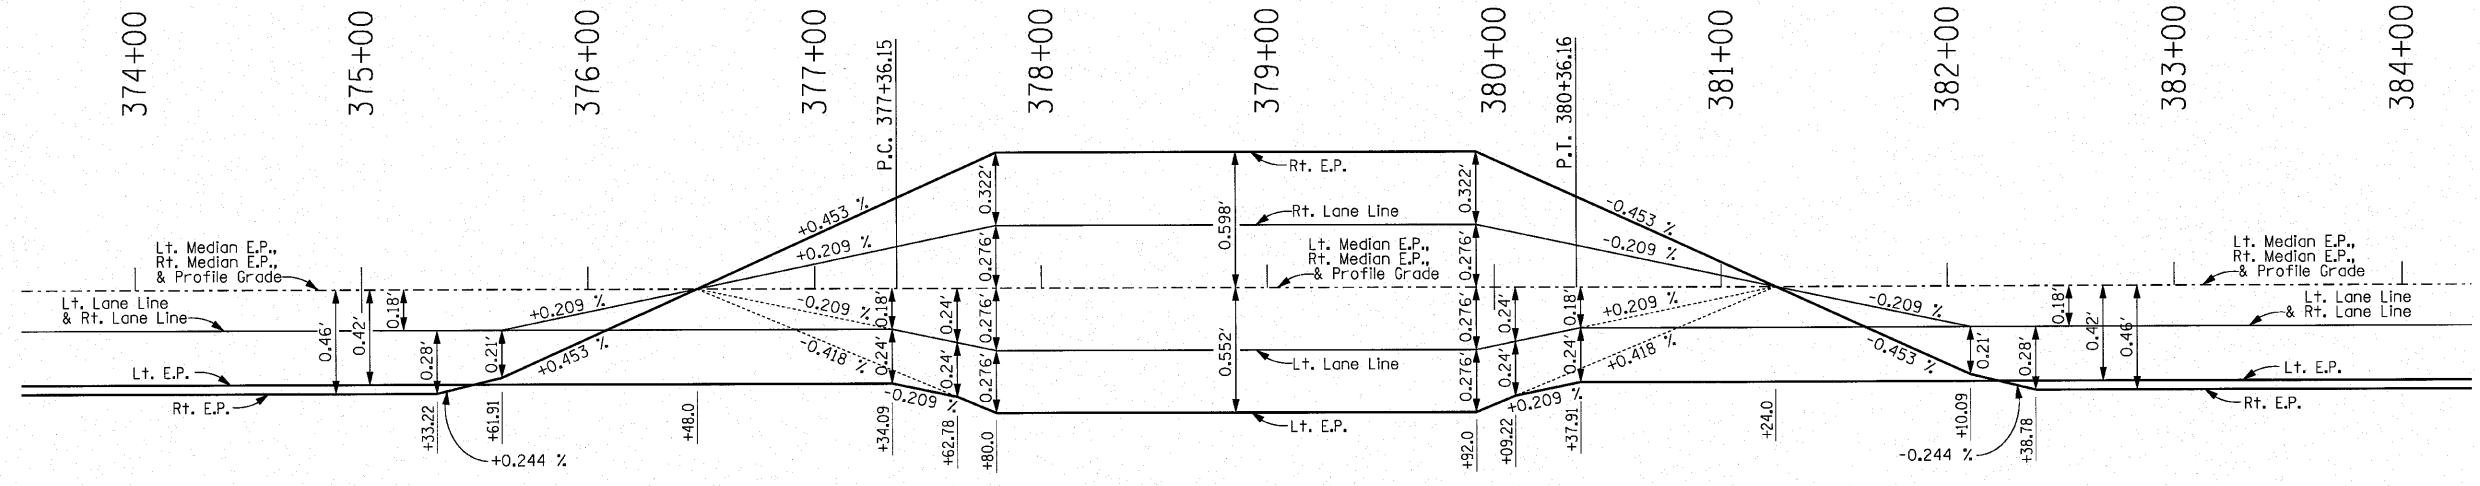 374+00
375+00
376+00
377+00
P.C. 377+36.15
378+00
379+00
380+00
P.T. 380+36.16
381+00
382+00
383+00
384+00
Rt. E.P.
Rt. Lane Line
Lt. Median E.P.,
Rt. Median E.P.,
& Profile Grade
Lt. Median E.P.,
Rt. Median E.P.,
& Profile Grade
Lt. Median E.P.,
Rt. Median E.P.,
& Profile Grade
Lt. Lane Line
& Rt. Lane Line
Lt. Lane Line
& Rt. Lane Line
Lt. Lane Line
Lt. E.P.
Rt. E.P.
Lt. E.P.
Lt. E.P.
Rt. E.P.
0.46'
0.42'
0.18'
0.28'
0.21'
+0.209 %
+0.453 %
+0.453 %
+0.209 %
-0.209 %
-0.418 %
0.18'
0.24'
-0.209 %
0.24'
0.24'
0.322'
0.276'
0.276'
0.276'
0.598'
0.552'
0.322'
0.276'
0.276'
0.276'
0.24'
0.24'
+0.209 %
0.18'
0.24'
+0.209 %
+0.418 %
-0.453 %
-0.209 %
-0.209 %
-0.453 %
0.21'
0.28'
0.18'
0.42'
0.46'
+33.22
+0.244 %
+61.91
+48.0
+34.09
+62.78
+80.0
+92.0
+09.22
+37.91
+24.0
+10.09
-0.244 %
+38.78